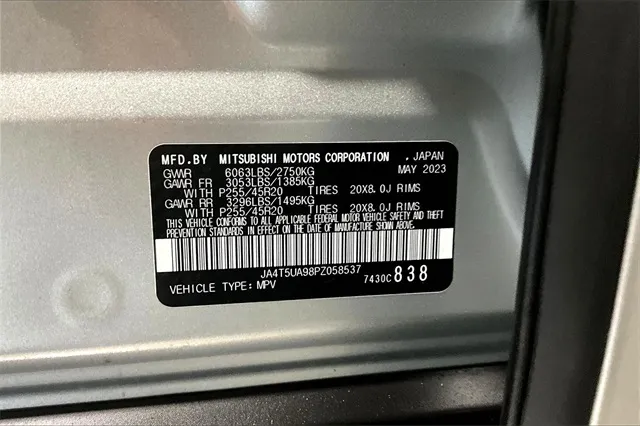 MFD.BY MITSUBISHI MOTORS CORPORATION , JAPAN
GVWR 6063LBS/2750KG MAY 2023
GAWR FR 3053LBS/1385KG
WITH P255/45R20 TIRES 20X8.0J RIMS
GAWR RR 3296LBS/1495KG
WITH P255/45R20 TIRES 20X8.0J RIMS
THIS VEHICLE CONFORMS TO ALL APPLICABLE FEDERAL MOTOR VEHICLE SAFETY AND THEFT
PREVENTION STANDARDS IN EFFECT ON THE DATE OF MANUFACTURE SHOWN ABOVE.
JA4T5UA98PZ058537
VEHICLE TYPE: MPV 7430C 838